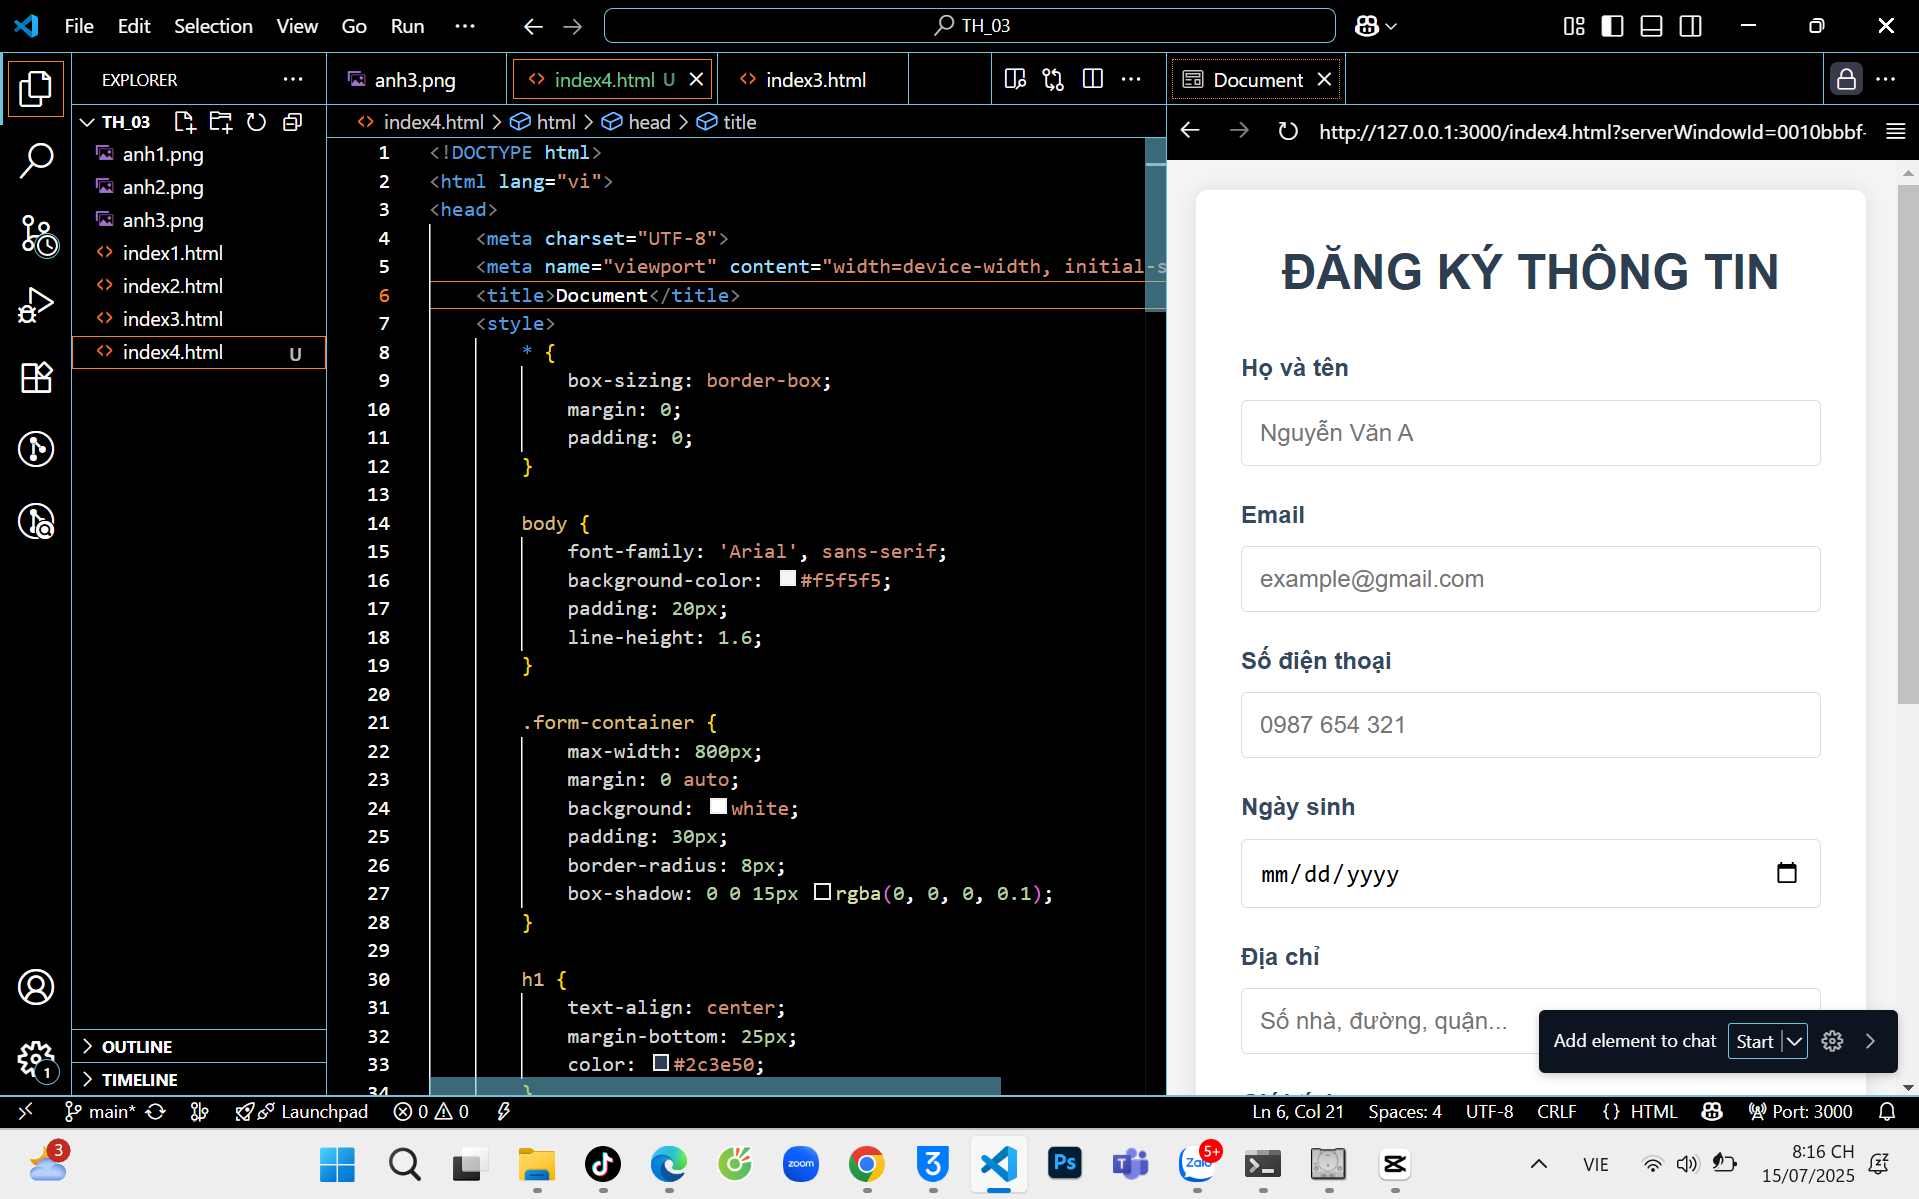 File Edit Selection View Go Run ··· TH_03
EXPLORER ···
TH_03
anh1.png
anh2.png
anh3.png
index1.html
index2.html
index3.html
index4.html U
OUTLINE
TIMELINE
anh3.png index4.html U index3.html ···
index4.html > html > head > title
1 <!DOCTYPE html>
2 <html lang="vi">
3 <head>
4 <meta charset="UTF-8">
5 <meta name="viewport" content="width=device-width, initial-s
6 <title>Document</title>
7 <style>
8 * {
9 box-sizing: border-box;
10 margin: 0;
11 padding: 0;
12 }
13
14 body {
15 font-family: 'Arial', sans-serif;
16 background-color: #f5f5f5;
17 padding: 20px;
18 line-height: 1.6;
19 }
20
21 .form-container {
22 max-width: 800px;
23 margin: 0 auto;
24 background: white;
25 padding: 30px;
26 border-radius: 8px;
27 box-shadow: 0 0 15px rgba(0, 0, 0, 0.1);
28 }
29
30 h1 {
31 text-align: center;
32 margin-bottom: 25px;
33 color: #2c3e50;
34 }
Document ···
http://127.0.0.1:3000/index4.html?serverWindowId=0010bbbf-
ĐĂNG KÝ THÔNG TIN
Họ và tên
Nguyễn Văn A
Email
example@gmail.com
Số điện thoại
0987 654 321
Ngày sinh
mm/dd/yyyy
Địa chỉ
Số nhà, đường, quận...
Add element to chat Start
1
main* Launchpad 0 0 Ln 6, Col 21 Spaces: 4 UTF-8 CRLF {} HTML Port: 3000
3 zoom 3 Ps Zalo 5+ VIE 8:16 CH
15/07/2025